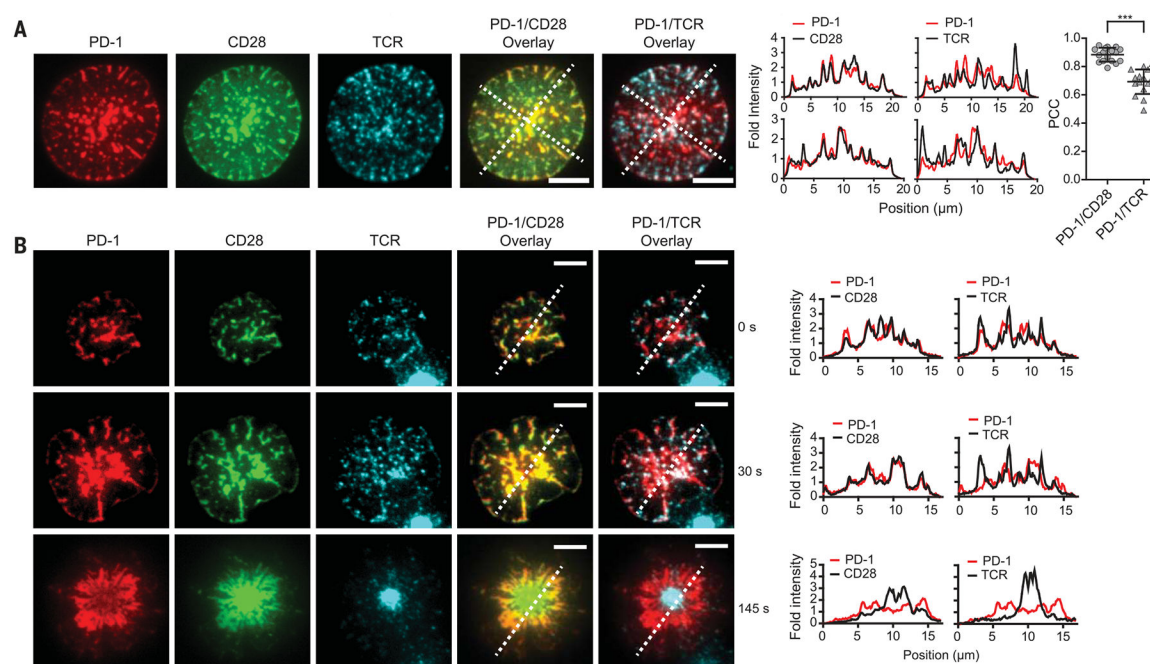 A
PD-1
CD28
TCR
PD-1/CD28
Overlay
PD-1/TCR
Overlay
PD-1
CD28
PD-1
TCR
Fold Intensity
4
3
2
1
0
4
3
2
1
0
0 5 10 15 20
0 5 10 15 20
Position (µm)
***
PCC
1.0
0.8
0.6
0.4
0.2
0.0
PD-1/CD28
PD-1/TCR
B
PD-1
CD28
TCR
PD-1/CD28
Overlay
PD-1/TCR
Overlay
0 s
PD-1
CD28
PD-1
TCR
Fold intensity
4
3
2
1
0
0 5 10 15
0 5 10 15
30 s
PD-1
CD28
PD-1
TCR
Fold intensity
4
3
2
1
0
0 5 10 15
0 5 10 15
145 s
PD-1
CD28
PD-1
TCR
Fold intensity
5
4
3
2
1
0
0 5 10 15
0 5 10 15
Position (µm)